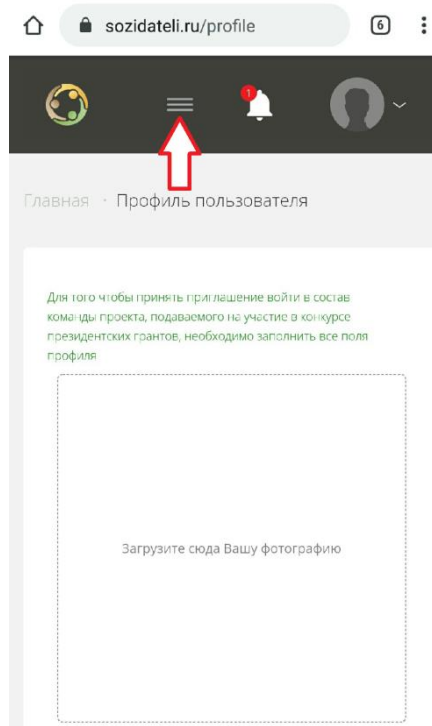 sozidateli.ru/profile
6
1
Главная · Профиль пользователя
Для того чтобы принять приглашение войти в состав
команды проекта, подаваемого на участие в конкурсе
президентских грантов, необходимо заполнить все поля
профиля
Загрузите сюда Вашу фотографию